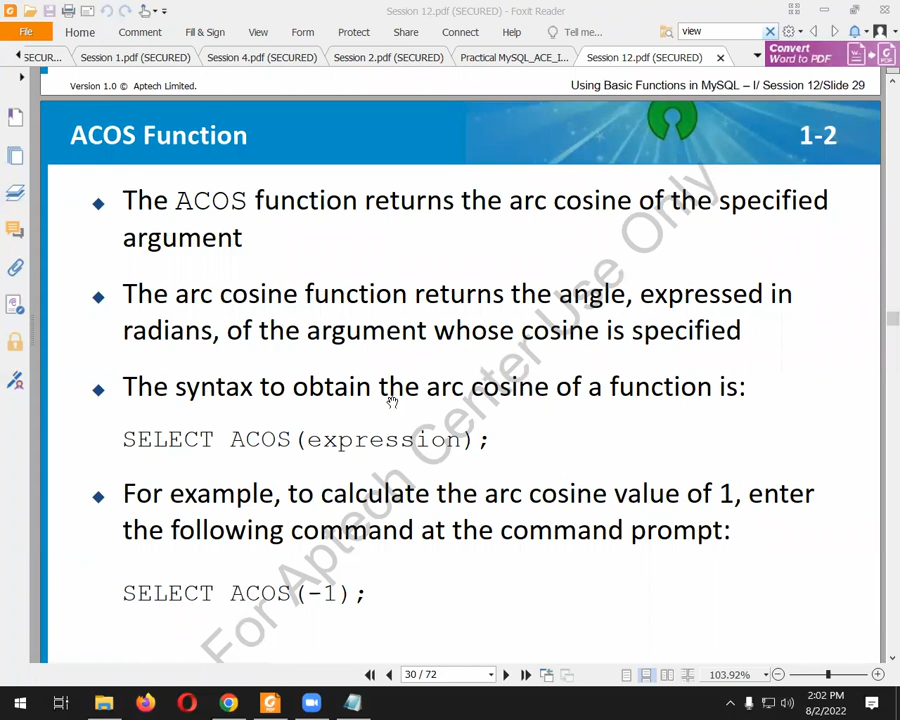 Session 12.pdf (SECURED) - Foxit Reader
File Home Comment Fill & Sign View Form Protect Share Connect Help Tell me... view
SECUR... Session 1.pdf (SECURED) Session 4.pdf (SECURED) Session 2.pdf (SECURED) Practical MySQL_ACE_I... Session 12.pdf (SECURED)
Convert
Word to PDF
Version 1.0 © Aptech Limited. Using Basic Functions in MySQL – I/ Session 12/Slide 29
ACOS Function 1-2
The ACOS function returns the arc cosine of the specified
argument
The arc cosine function returns the angle, expressed in
radians, of the argument whose cosine is specified
The syntax to obtain the arc cosine of a function is:
SELECT ACOS(expression);
For example, to calculate the arc cosine value of 1, enter
the following command at the command prompt:
SELECT ACOS(-1);
For Aptech Center Use Only
30 / 72 103.92%
2:02 PM
8/2/2022